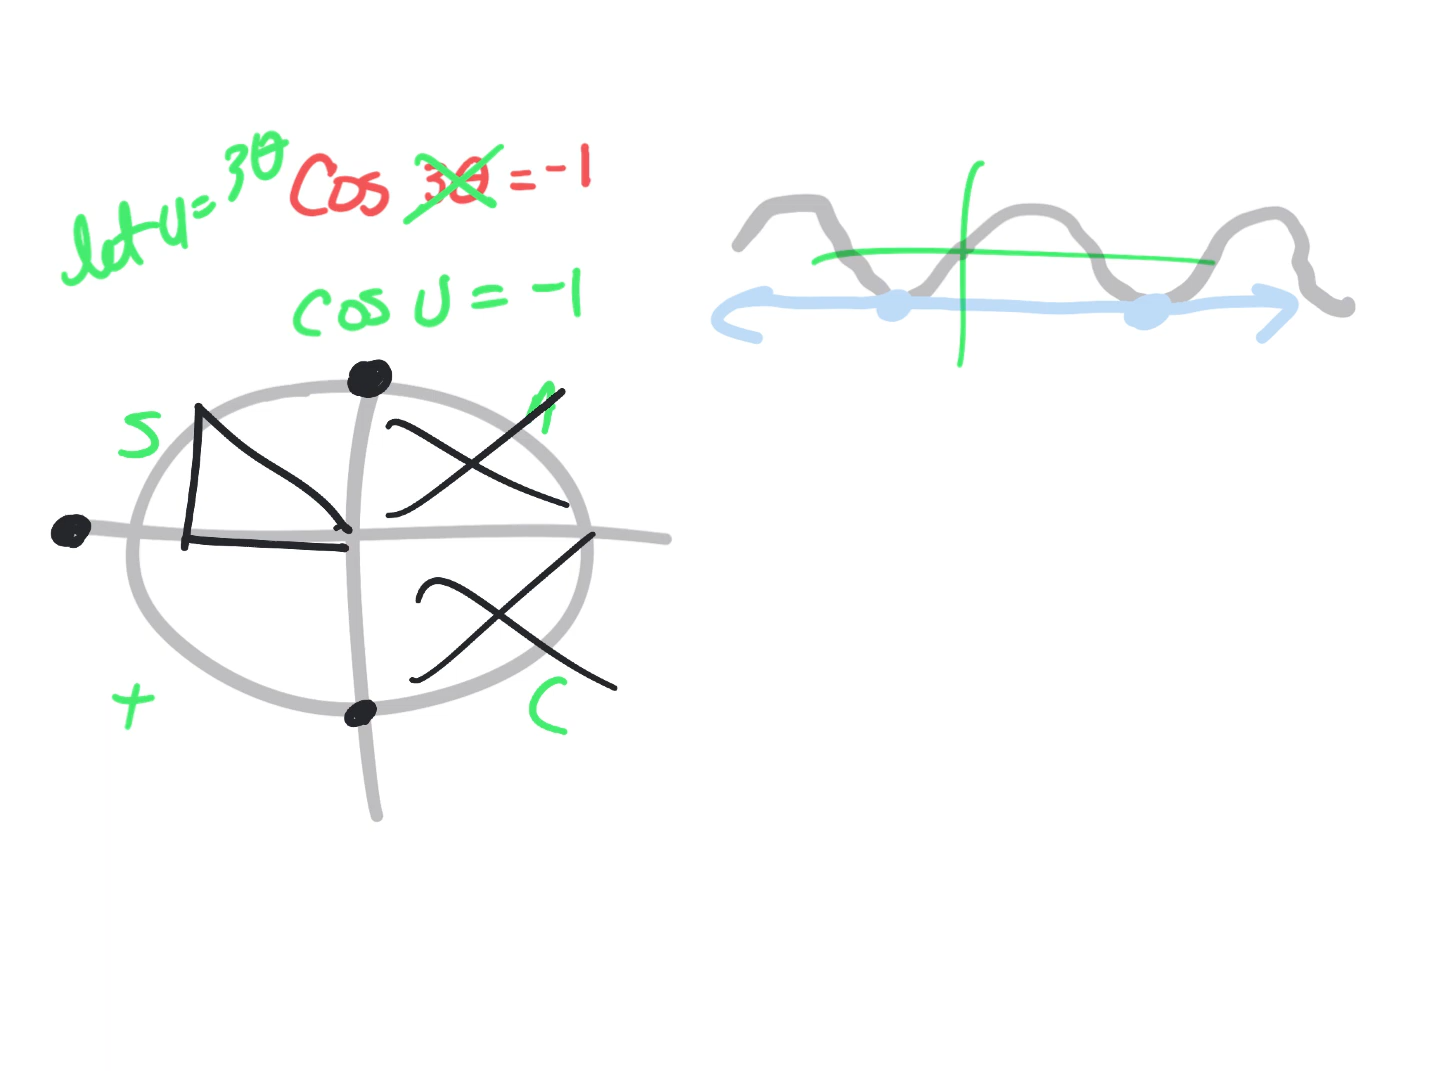 let u = 3θ
Cos 3θ = -1
cos u = -1
S
A
+
C